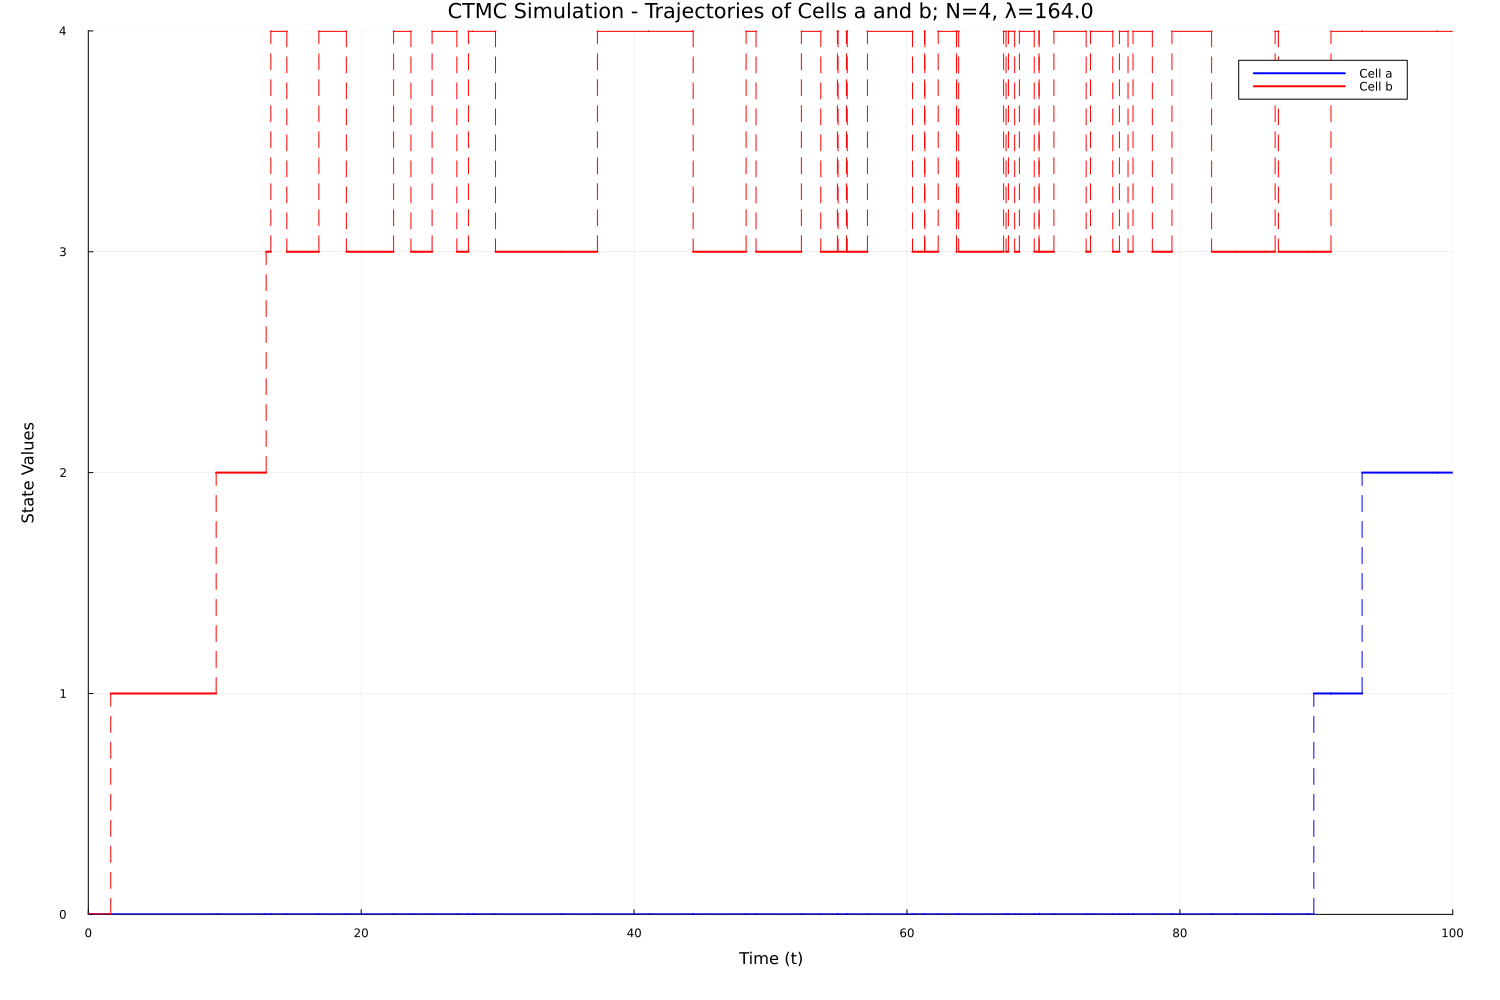 CTMC Simulation - Trajectories of Cells a and b; N=4, λ=164.0
4
Cell a
Cell b
3
State Values
2
1
0
0 20 40 60 80 100
Time (t)